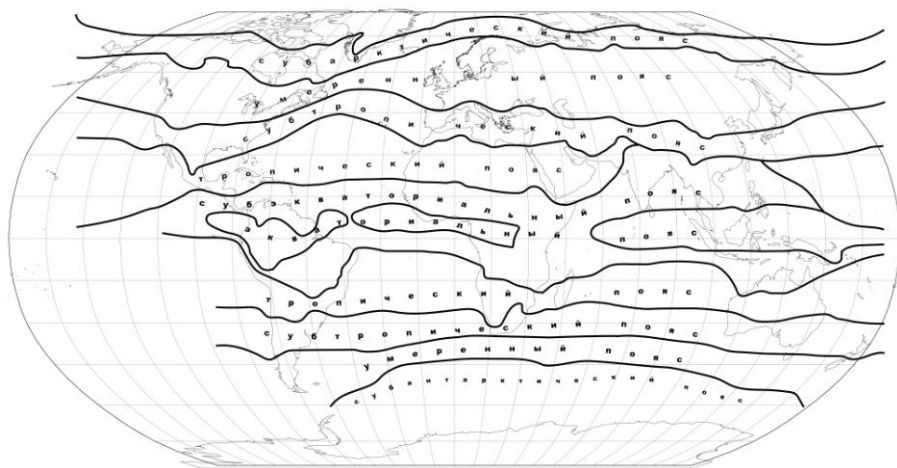 субарктический пояс
умеренный пояс
субтропический пояс
тропический пояс
субэкваториальный пояс
экваториальный пояс
тропический пояс
субтропический пояс
умеренный пояс
субантарктический пояс